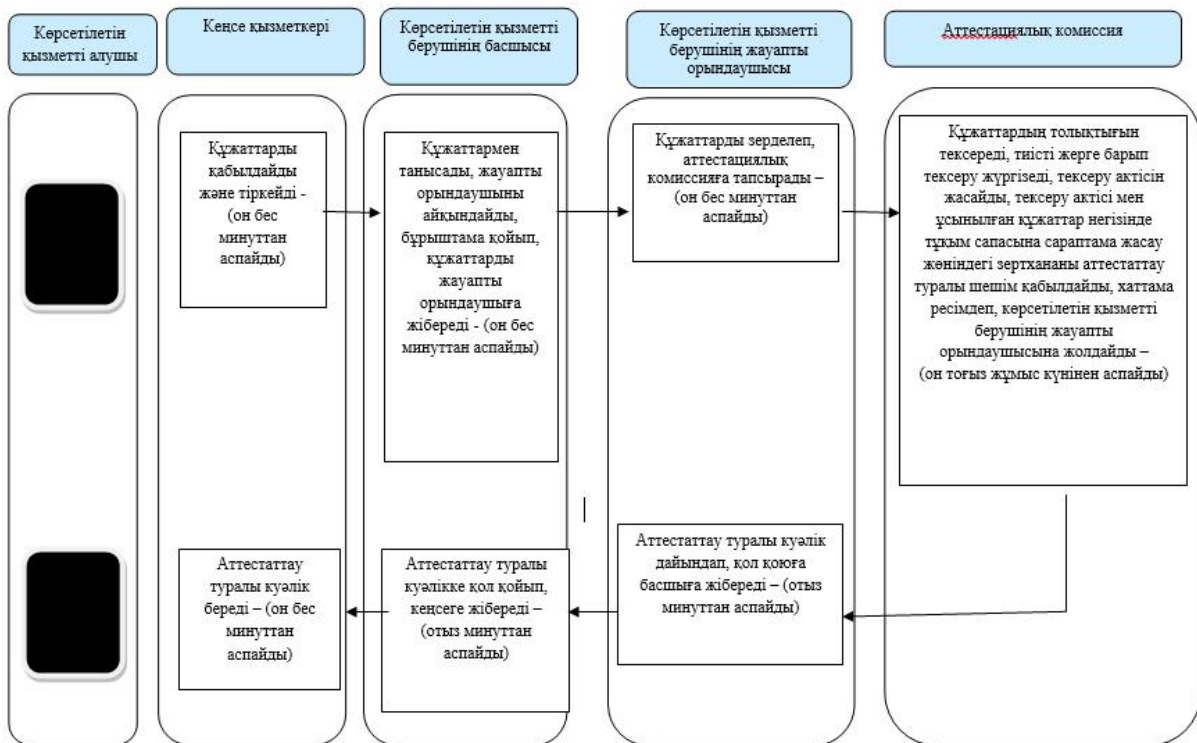 Көрсетілетін
қызметті алушы
Кеңсе қызметкері
Көрсетілетін қызметті
берушінің басшысы
Көрсетілетін қызметті
берушінің жауапты
орындаушысы
Аттестациялық комиссия
Құжаттарды
қабылдайды
және тіркейді -
(он бес
минуттан
аспайды)
Құжаттармен
танысады, жауапты
орындаушыны
айқындайды,
бұрыштама қойып,
құжаттарды
жауапты
орындаушыға
жібереді - (он бес
минуттан аспайды)
Құжаттарды зерделеп,
аттестациялық
комиссияға тапсырады –
(он бес минуттан
аспайды)
Құжаттардың толықтығын
тексереді, тиісті жерге барып
тексеру жүргізеді, тексеру актісін
жасайды, тексеру актісі мен
ұсынылған құжаттар негізінде
тұқым сапасына сараптама жасау
жөніндегі зертхананы аттестаттау
туралы шешім қабылдайды, хаттама
ресімдеп, көрсетілетін қызметті
берушінің жауапты
орындаушысына жолдайды –
(он тоғыз жұмыс күнінен аспайды)
Аттестаттау
туралы куәлік
береді – (он бес
минуттан
аспайды)
Аттестаттау туралы
куәлікке қол қойып,
кеңсеге жібереді –
(отыз минуттан
аспайды)
Аттестаттау туралы куәлік
дайындап, қол қоюға
басшыға жібереді – (отыз
минуттан аспайды)